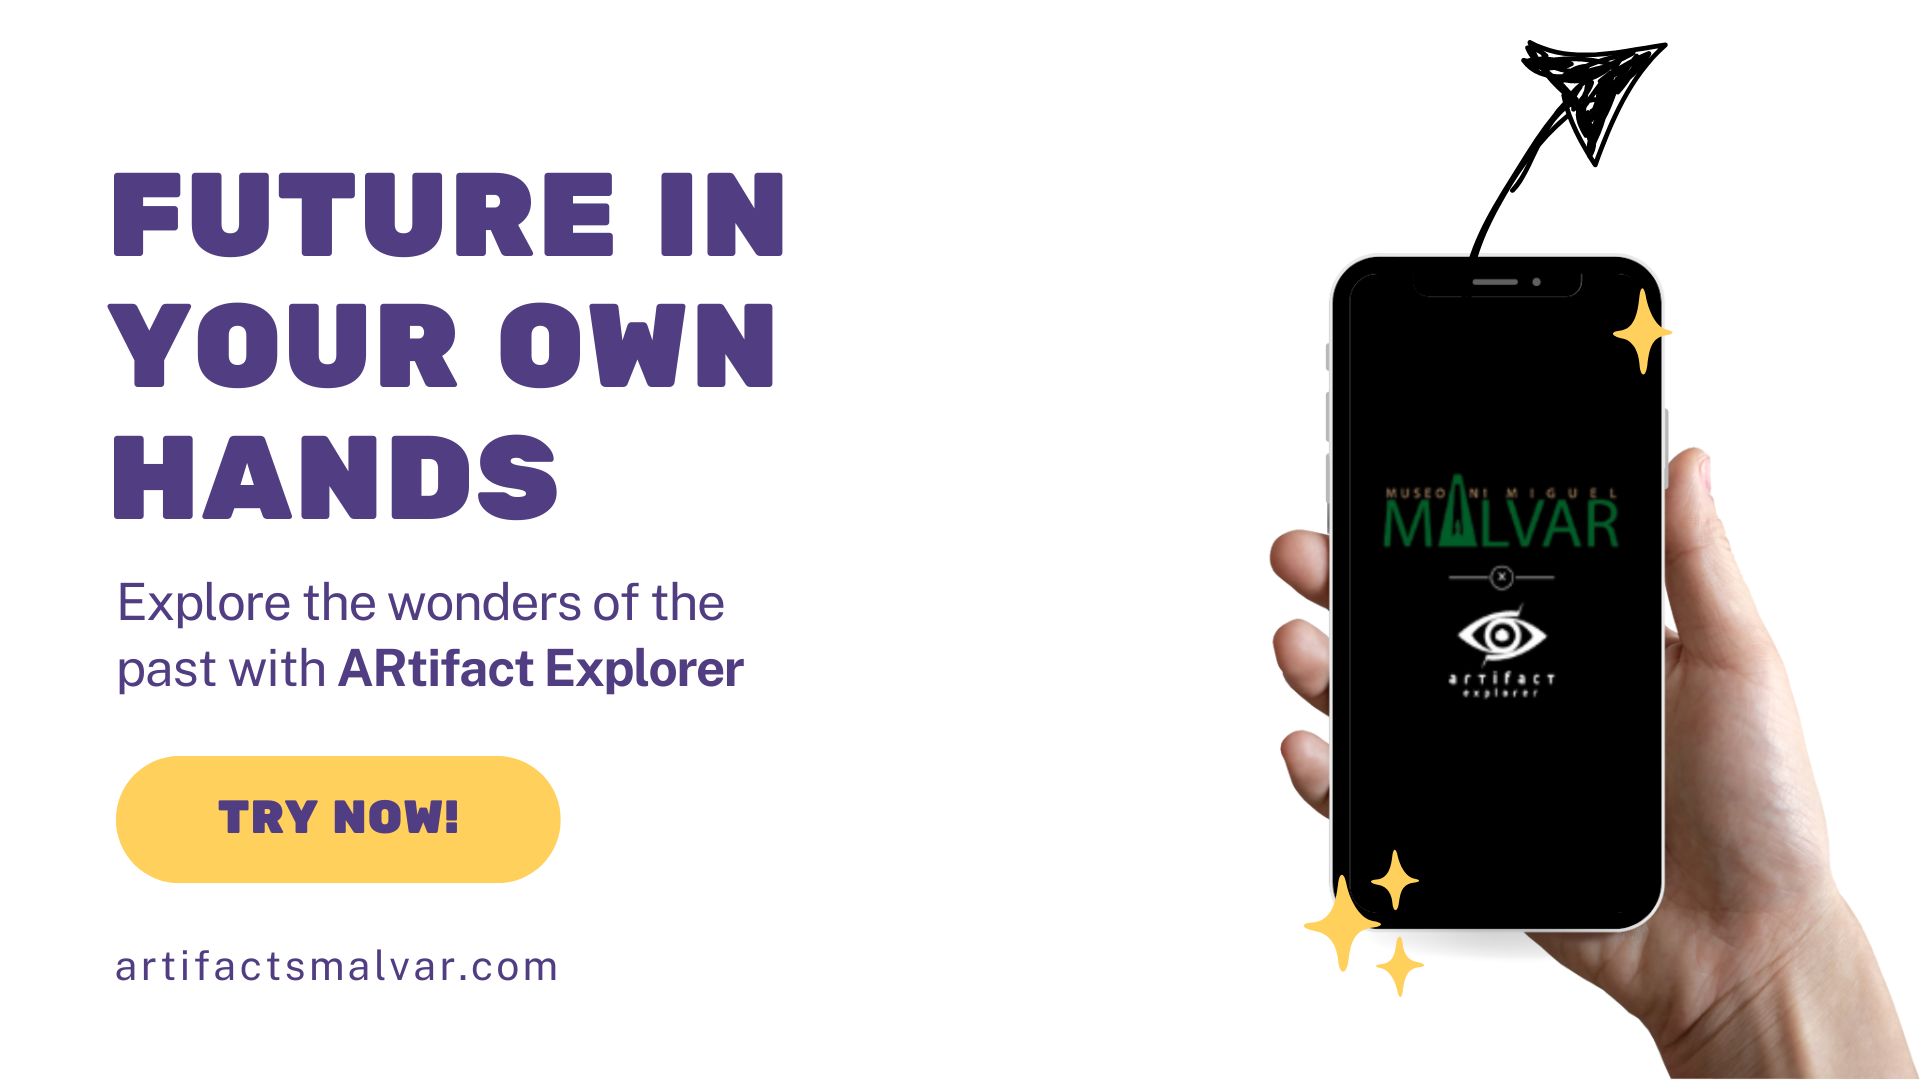 FUTURE IN
YOUR OWN
HANDS
Explore the wonders of the
past with ARtifact Explorer
TRY NOW!
artifactsmalvar.com
MUSEO NI MIGUEL
MALVAR
X
artifact
explorer